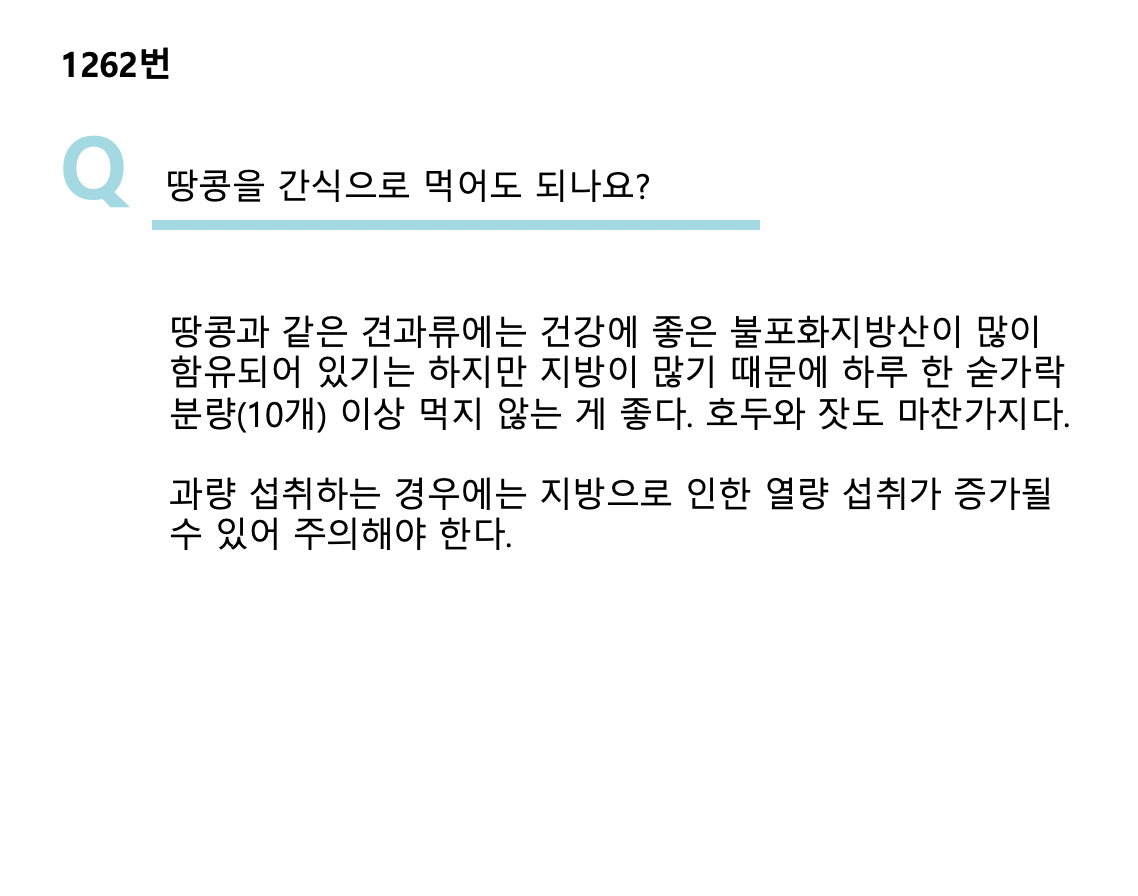 1262번
Q 땅콩을 간식으로 먹어도 되나요?
땅콩과 같은 견과류에는 건강에 좋은 불포화지방산이 많이
함유되어 있기는 하지만 지방이 많기 때문에 하루 한 숟가락
분량(10개) 이상 먹지 않는 게 좋다. 호두와 잣도 마찬가지다.
과량 섭취하는 경우에는 지방으로 인한 열량 섭취가 증가될
수 있어 주의해야 한다.